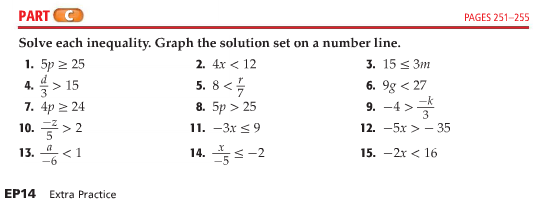 PART C PAGES 251–255
Solve each inequality. Graph the solution set on a number line.
1. 5p ≥ 25 2. 4x < 12 3. 15 ≤ 3m
4. d/3 > 15 5. 8 < r/7 6. 9g < 27
7. 4p ≥ 24 8. 5p > 25 9. −4 > −k/3
10. −z/5 > 2 11. −3x ≤ 9 12. −5x > − 35
13. a/−6 < 1 14. x/−5 ≤ −2 15. −2x < 16
EP14 Extra Practice